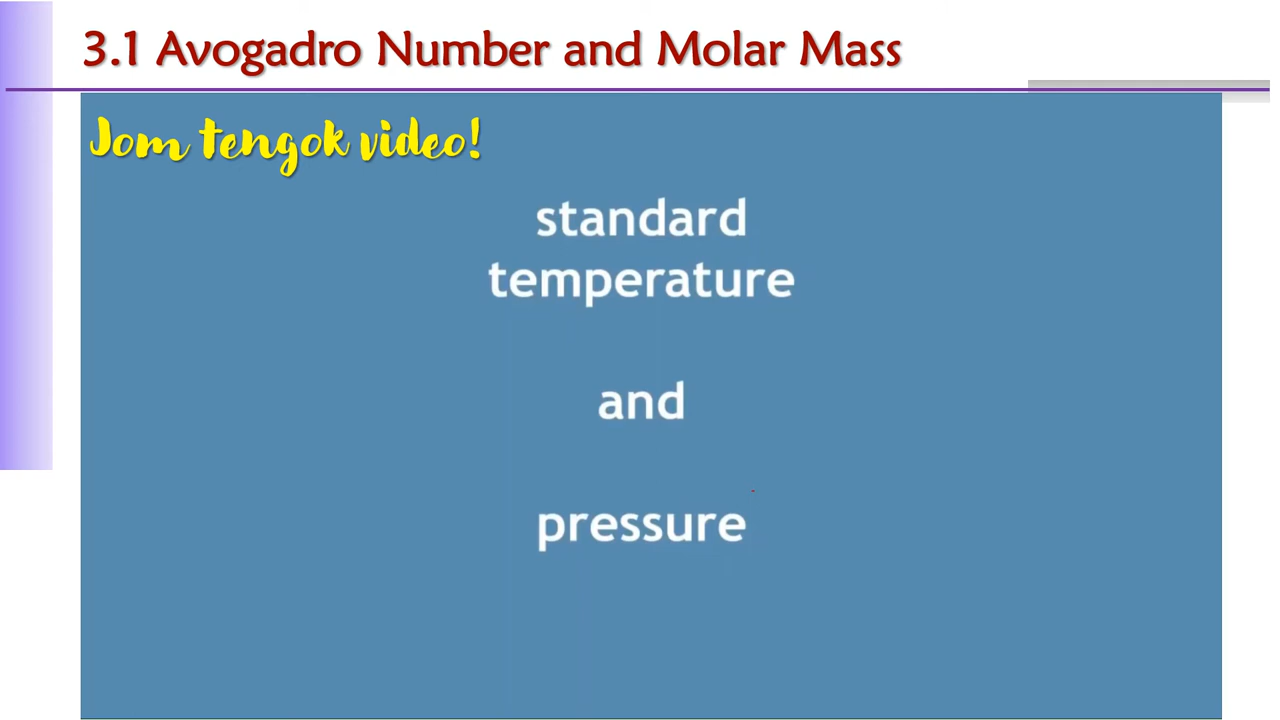 3.1 Avogadro Number and Molar Mass
Jom tengok video!
standard
temperature
and
pressure